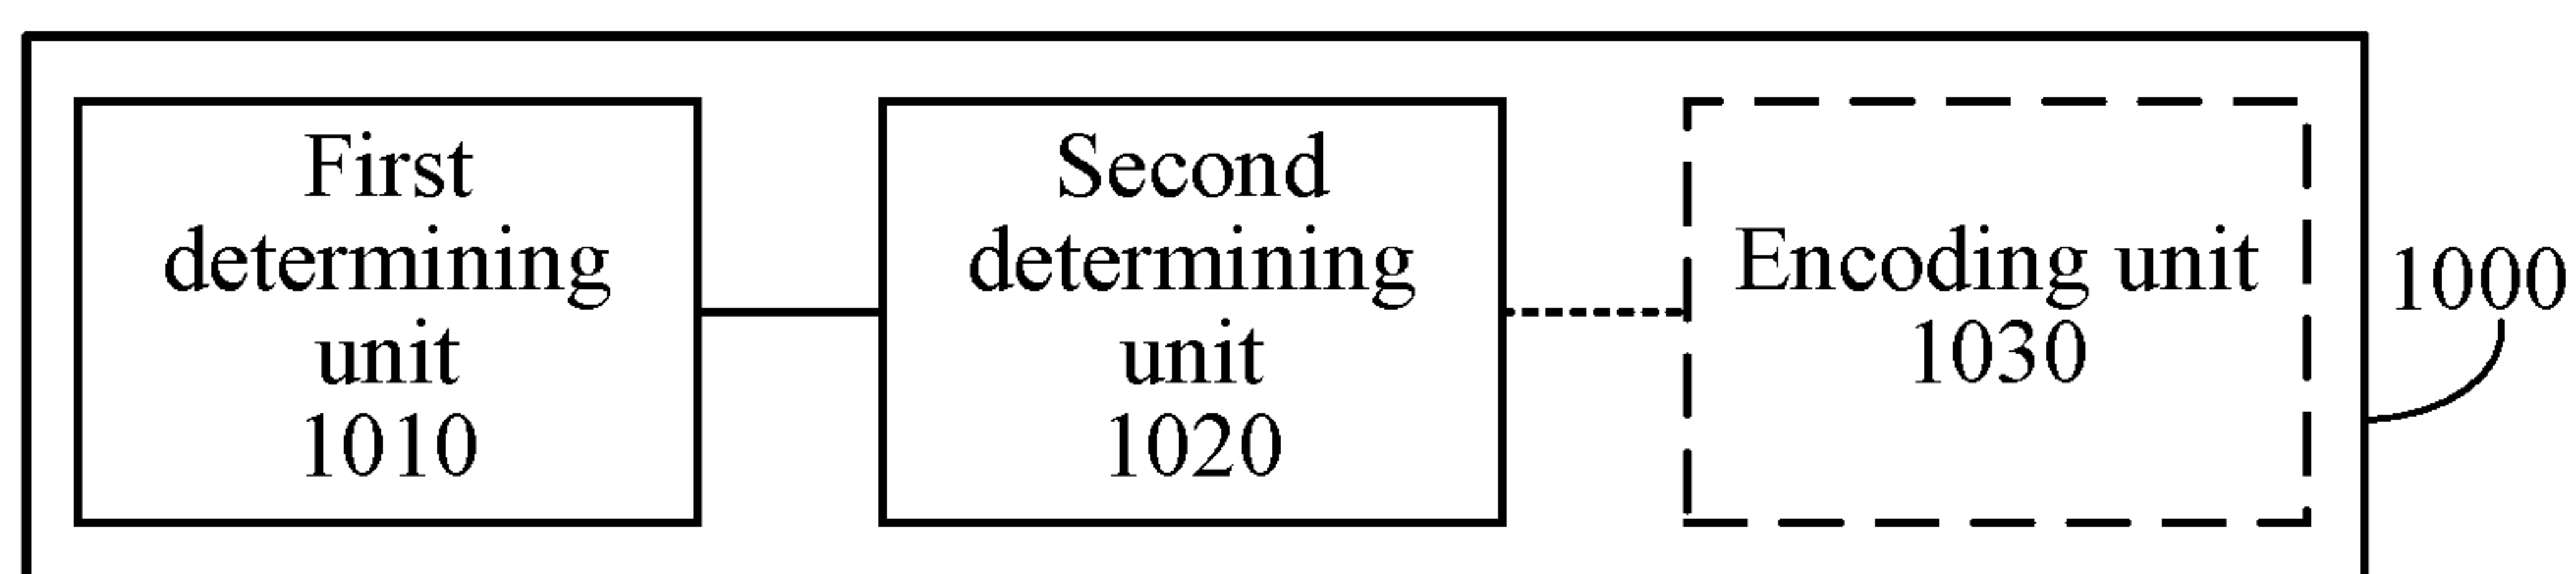 First
determining
unit
1010
Second
determining
unit
1020
Encoding unit
1030
1000